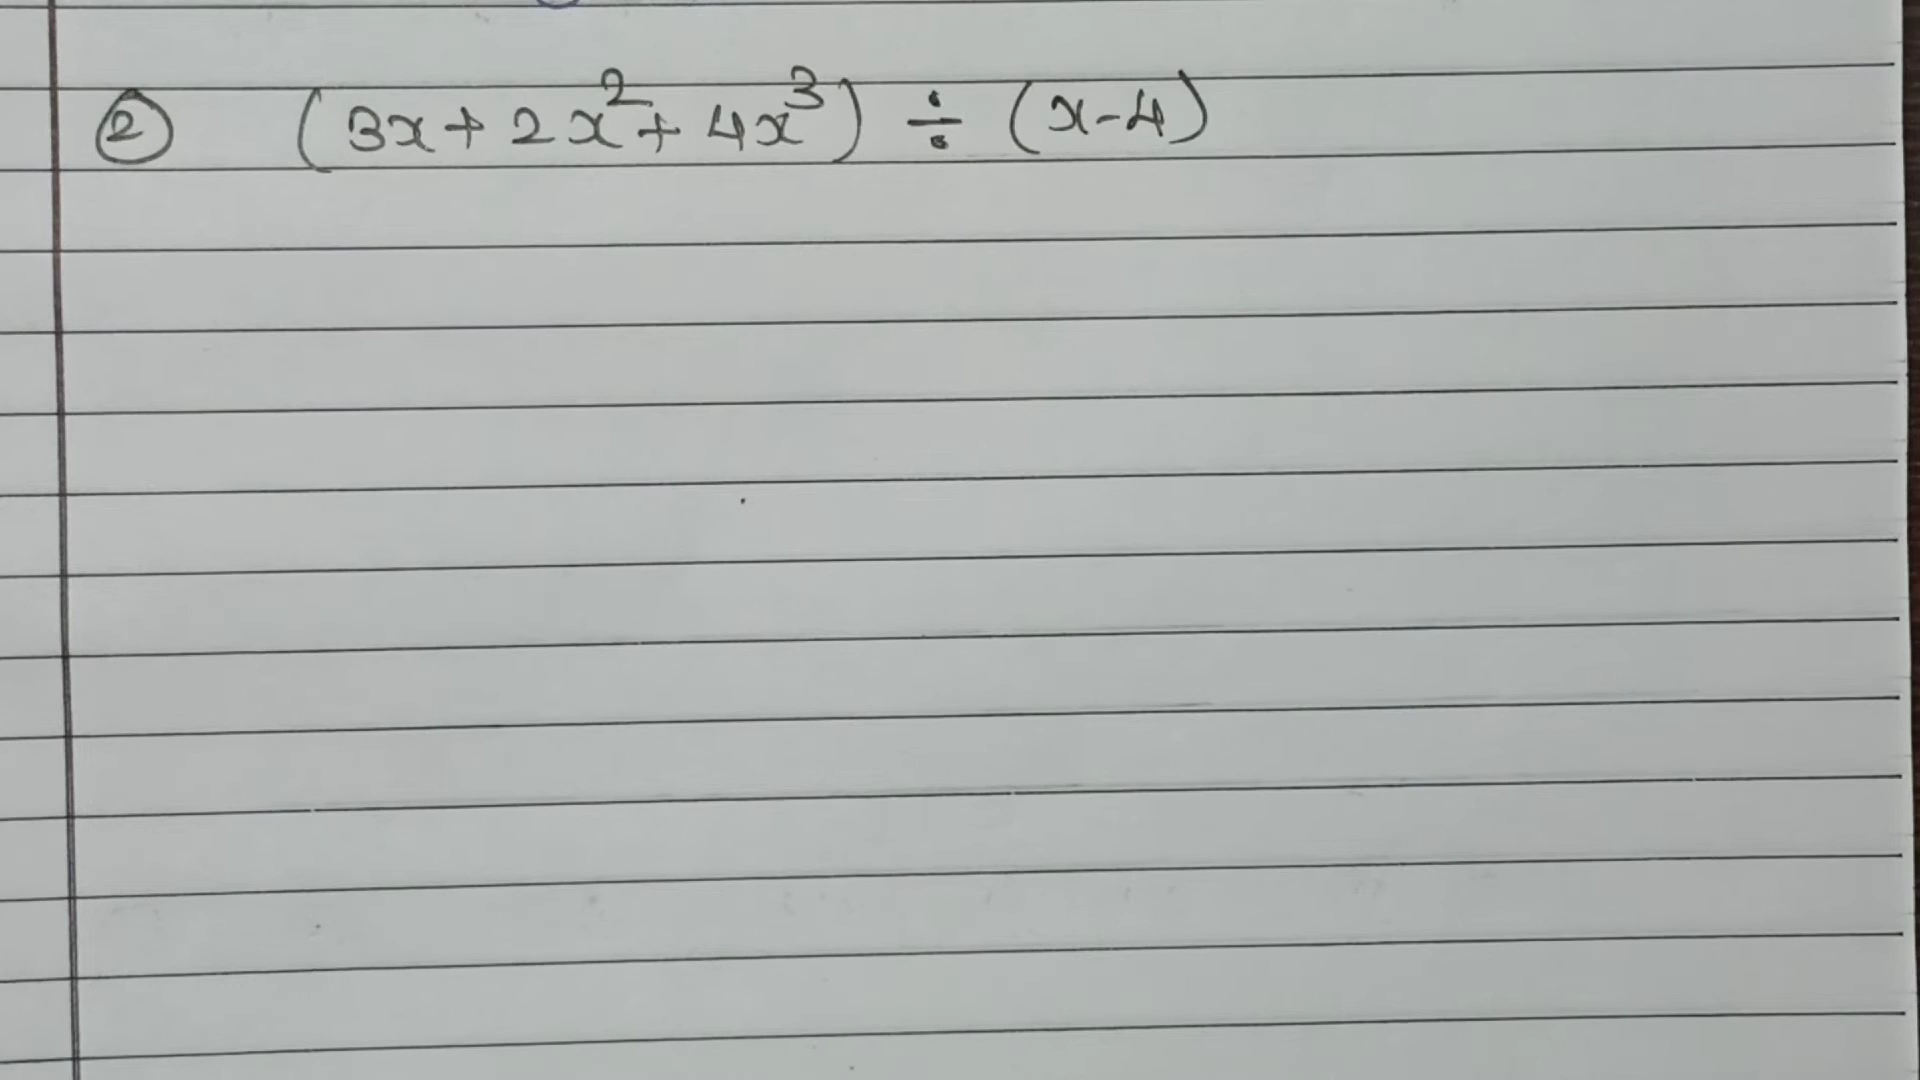 ② (3x + 2x² + 4x³) ÷ (x-4)